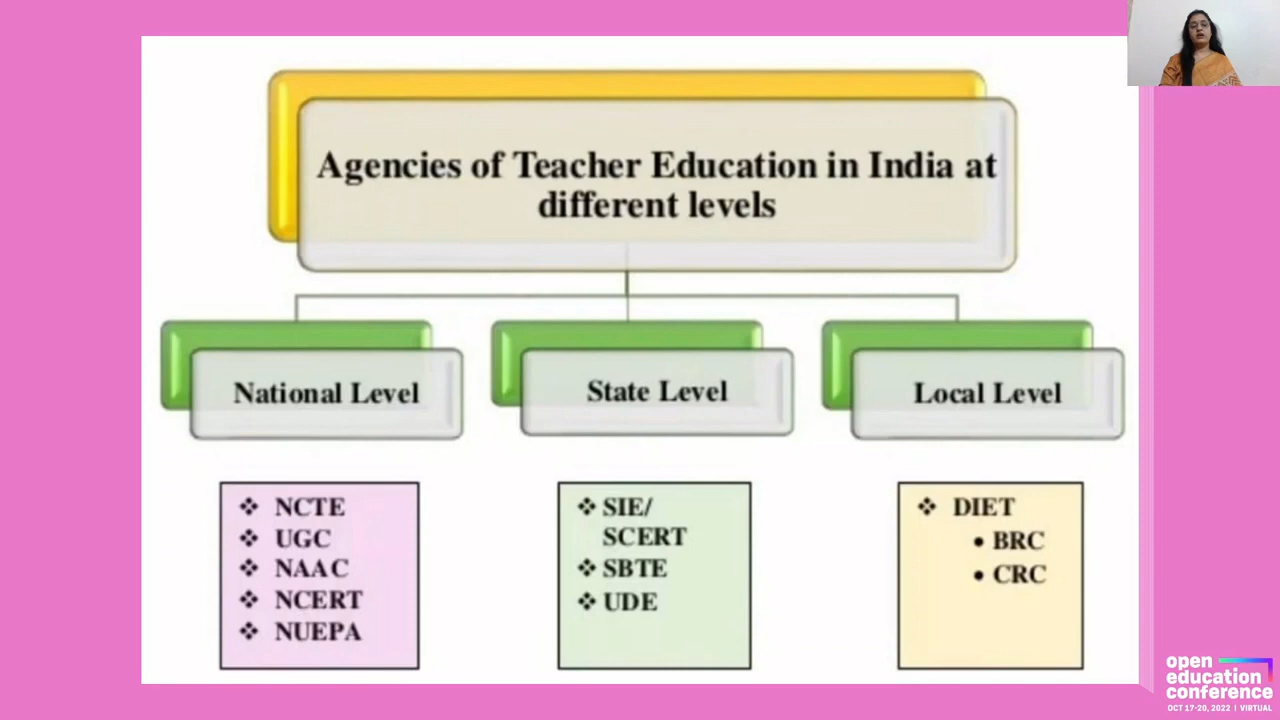 Agencies of Teacher Education in India at
different levels
National Level
State Level
Local Level
❖ NCTE
❖ UGC
❖ NAAC
❖ NCERT
❖ NUEPA
❖ SIE/
SCERT
❖ SBTE
❖ UDE
❖ DIET
• BRC
• CRC
open
education
conference
OCT 17-20, 2022 | VIRTUAL